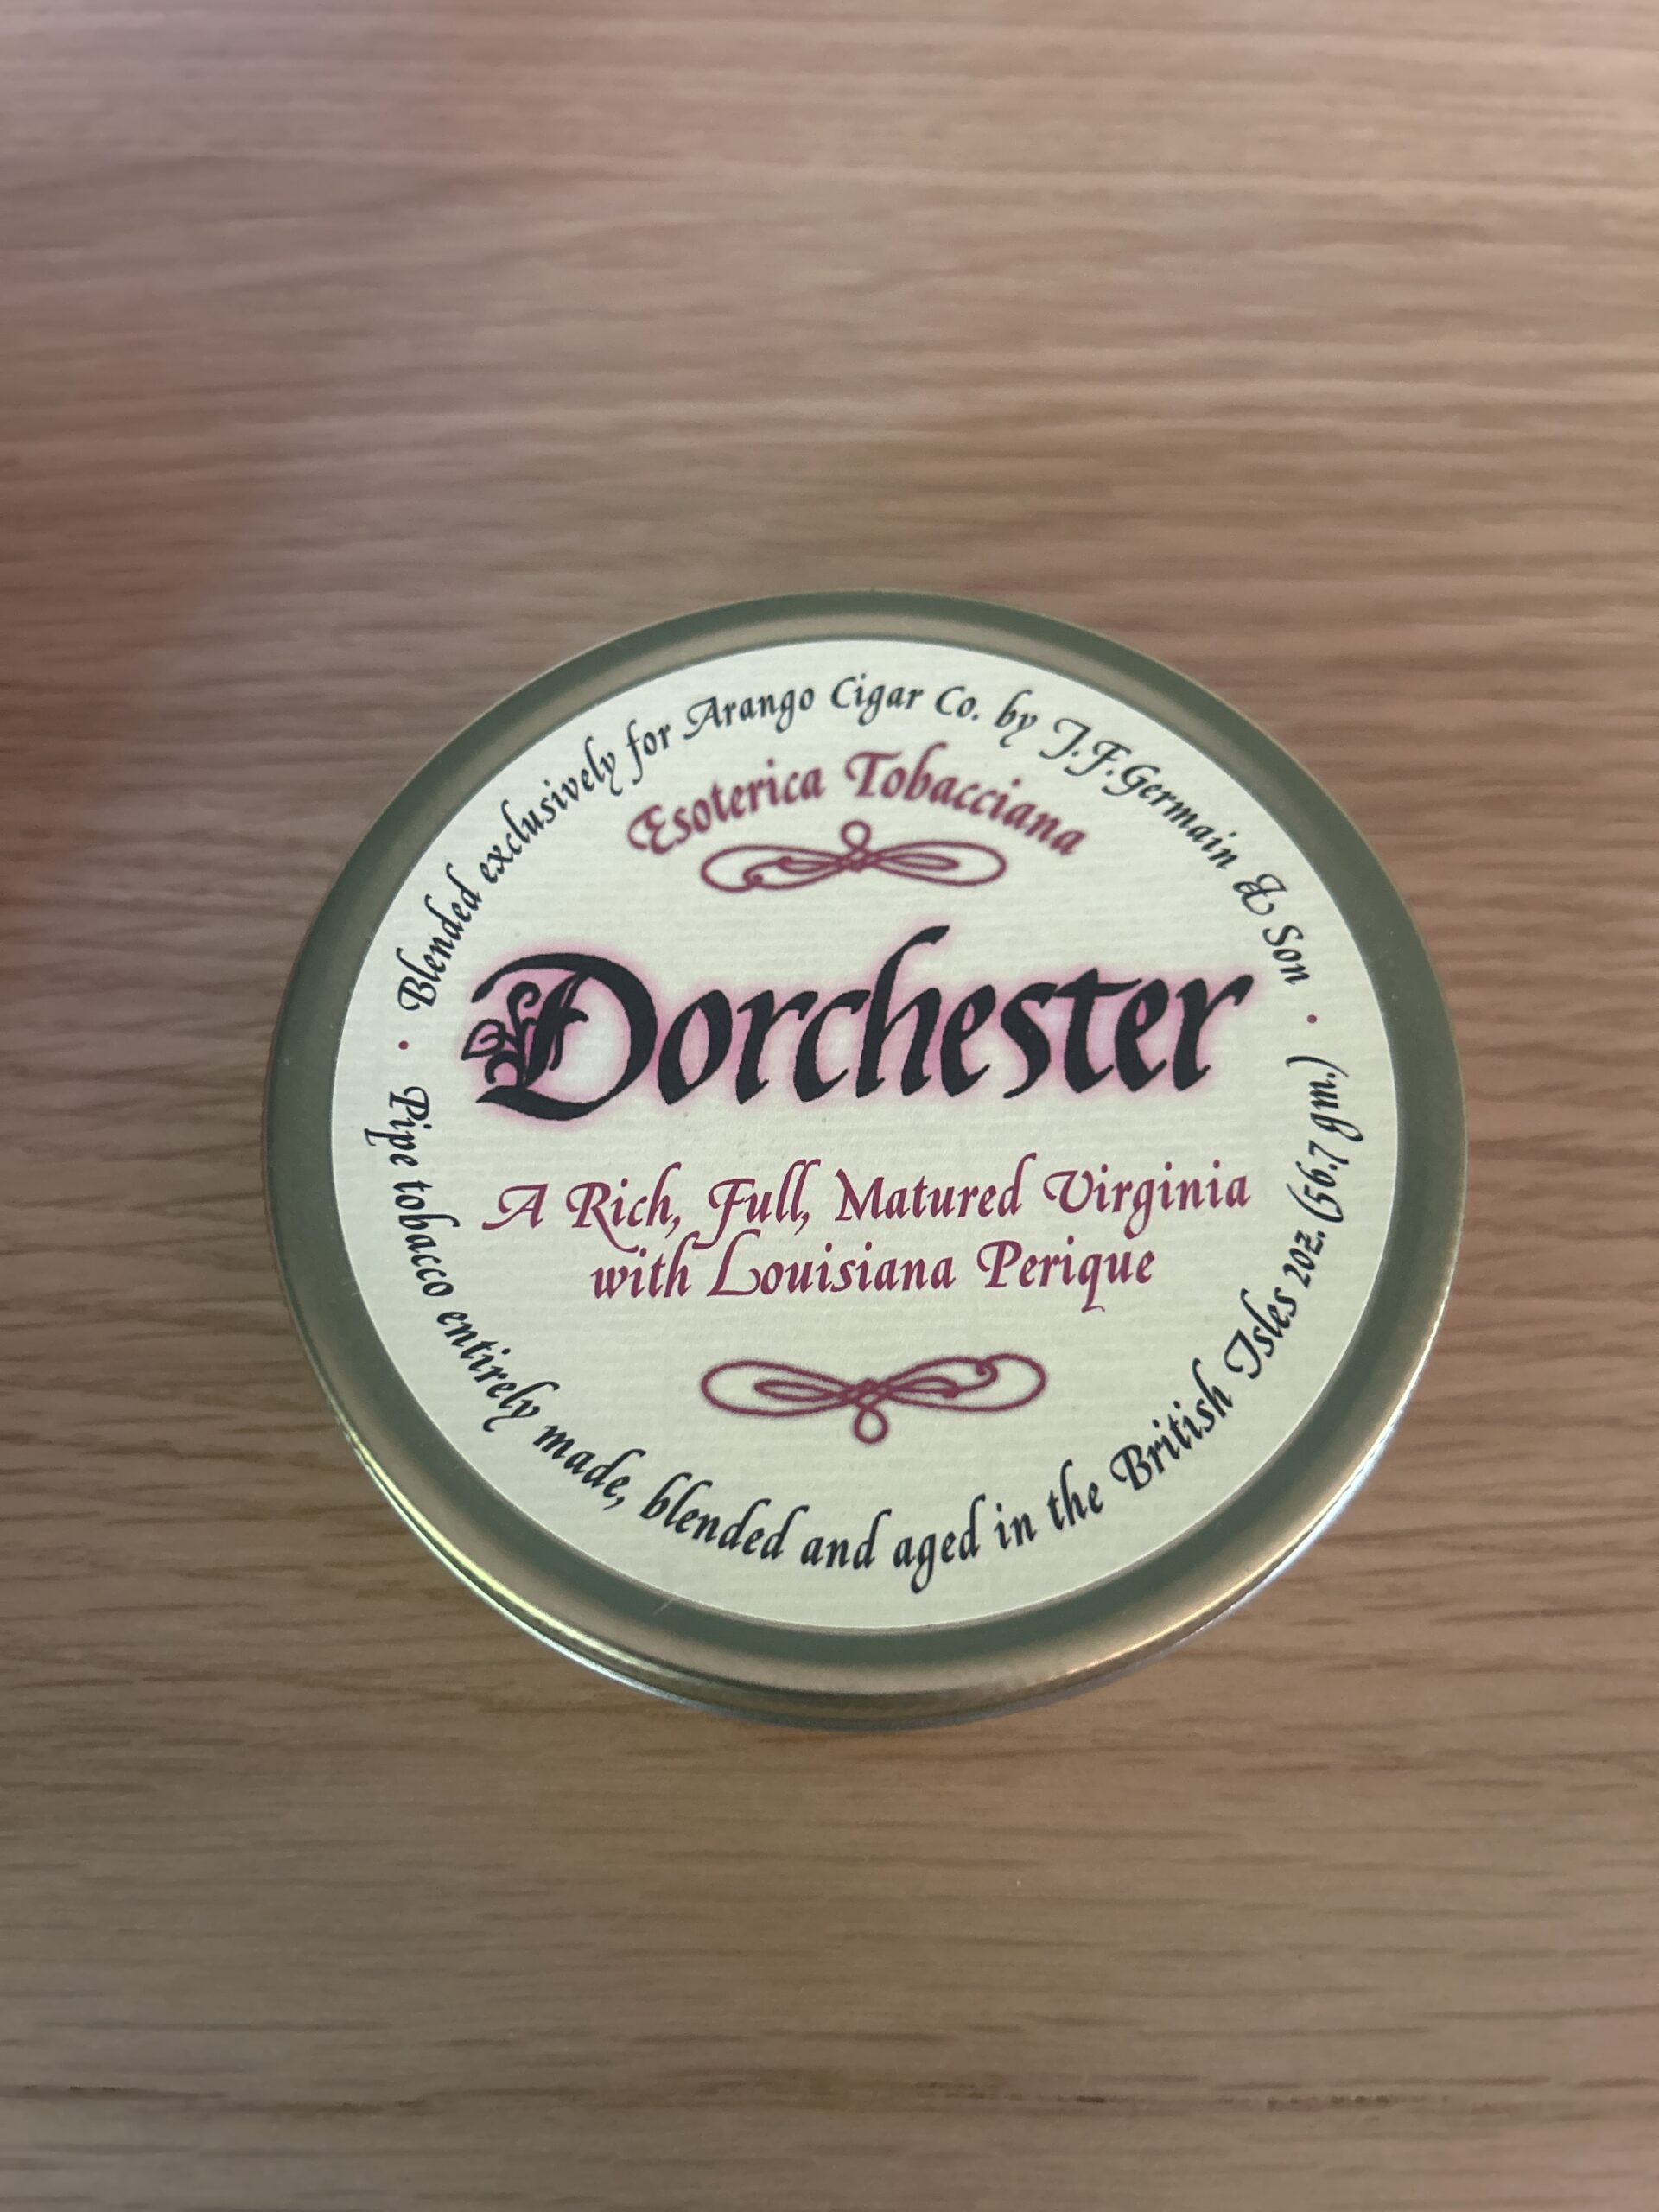 Blended exclusively for Arango Cigar Co. by J.F.Germain & Son
Esoterica Tobacciana
Dorchester
A Rich, Full, Matured Virginia
with Louisiana Perique
Pipe tobacco entirely made, blended and aged in the British Isles 2oz. (56.7 gm.)